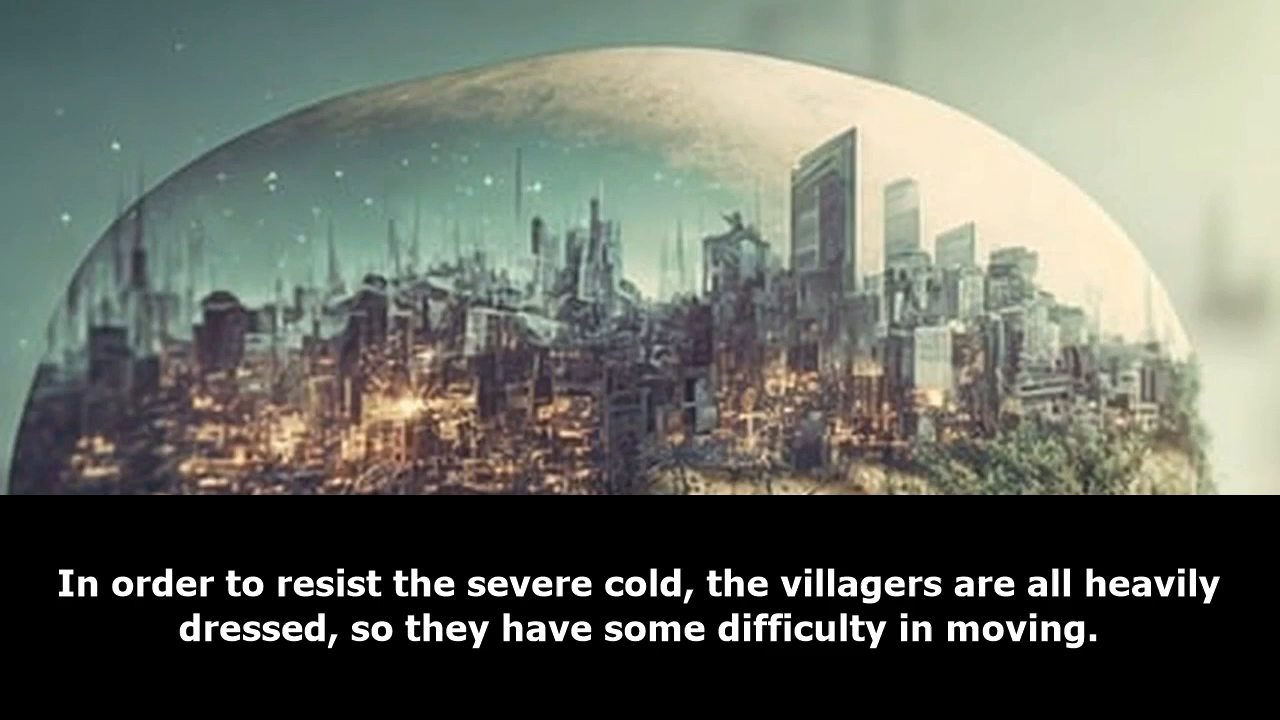 In order to resist the severe cold, the villagers are all heavily
dressed, so they have some difficulty in moving.